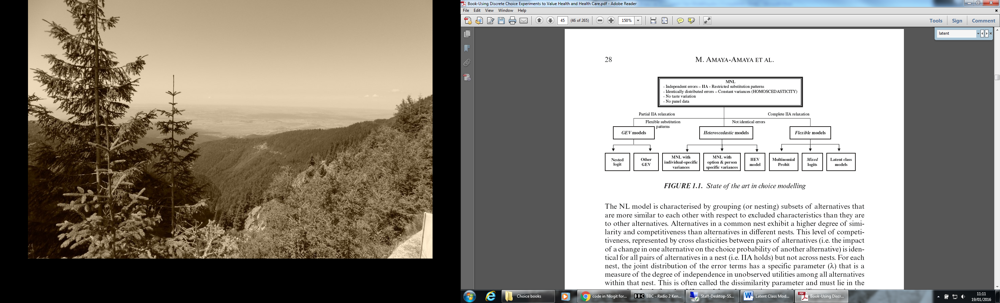 Book-Using Discrete Choice Experiments to Value Health and Health Care.pdf - Adobe Reader
File Edit View Window Help
45 (46 of 265) 150% Tools Sign Comment
latent
28 M. AMAYA-AMAYA ET AL.
MNL
- Independent errors – IIA - Restricted substitution patterns
- Identically distributed errors – Constant variances (HOMOSCEDASTICITY)
- No taste variation
- No panel data
Partial IIA relaxation Complete IIA relaxation
Flexible substitution Not identical errors
patterns
GEV models Heteroscedastic models Flexible models
Nested
logit
Other
GEV
MNL with
individual-specific
variances
MNL with
option & person
specific variances
HEV
model
Multinomial
Probit
Mixed
logits
Latent class
models
FIGURE 1.1. State of the art in choice modelling
The NL model is characterised by grouping (or nesting) subsets of alternatives that
are more similar to each other with respect to excluded characteristics than they are
to other alternatives. Alternatives in a common nest exhibit a higher degree of simi-
larity and competitiveness than alternatives in different nests. This level of competi-
tiveness, represented by cross elasticities between pairs of alternatives (i.e. the impact
of a change in one alternative on the choice probability of another alternative) is iden-
tical for all pairs of alternatives in a nest (i.e. IIA holds) but not across nests. For each
nest, the joint distribution of the error terms has a specific parameter (λ) that is a
measure of the degree of independence in unobserved utilities among all alternatives
within that nest. This is often called the dissimilarity parameter and must lie in the
Choice books code in Nlogit for... BBC - Radio 2 Ken... Staff-Desktop-SS... Latent Class Mod... Book-Using Discr... 11:11
19/01/2016